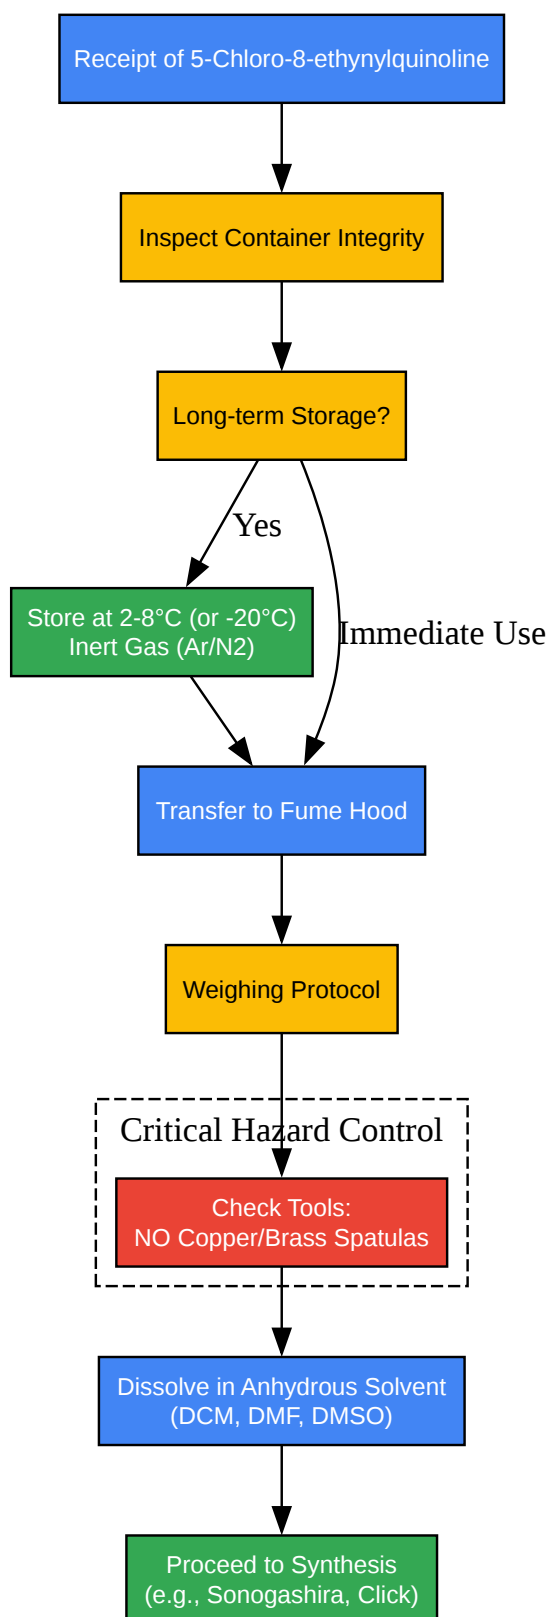 Receipt of 5-Chloro-8-ethynylquinoline
Inspect Container Integrity
Long-term Storage?
Yes
Store at 2-8°C (or -20°C)
Inert Gas (Ar/N2)
Immediate Use
Transfer to Fume Hood
Weighing Protocol
Critical Hazard Control
Check Tools:
NO Copper/Brass Spatulas
Dissolve in Anhydrous Solvent
(DCM, DMF, DMSO)
Proceed to Synthesis
(e.g., Sonogashira, Click)